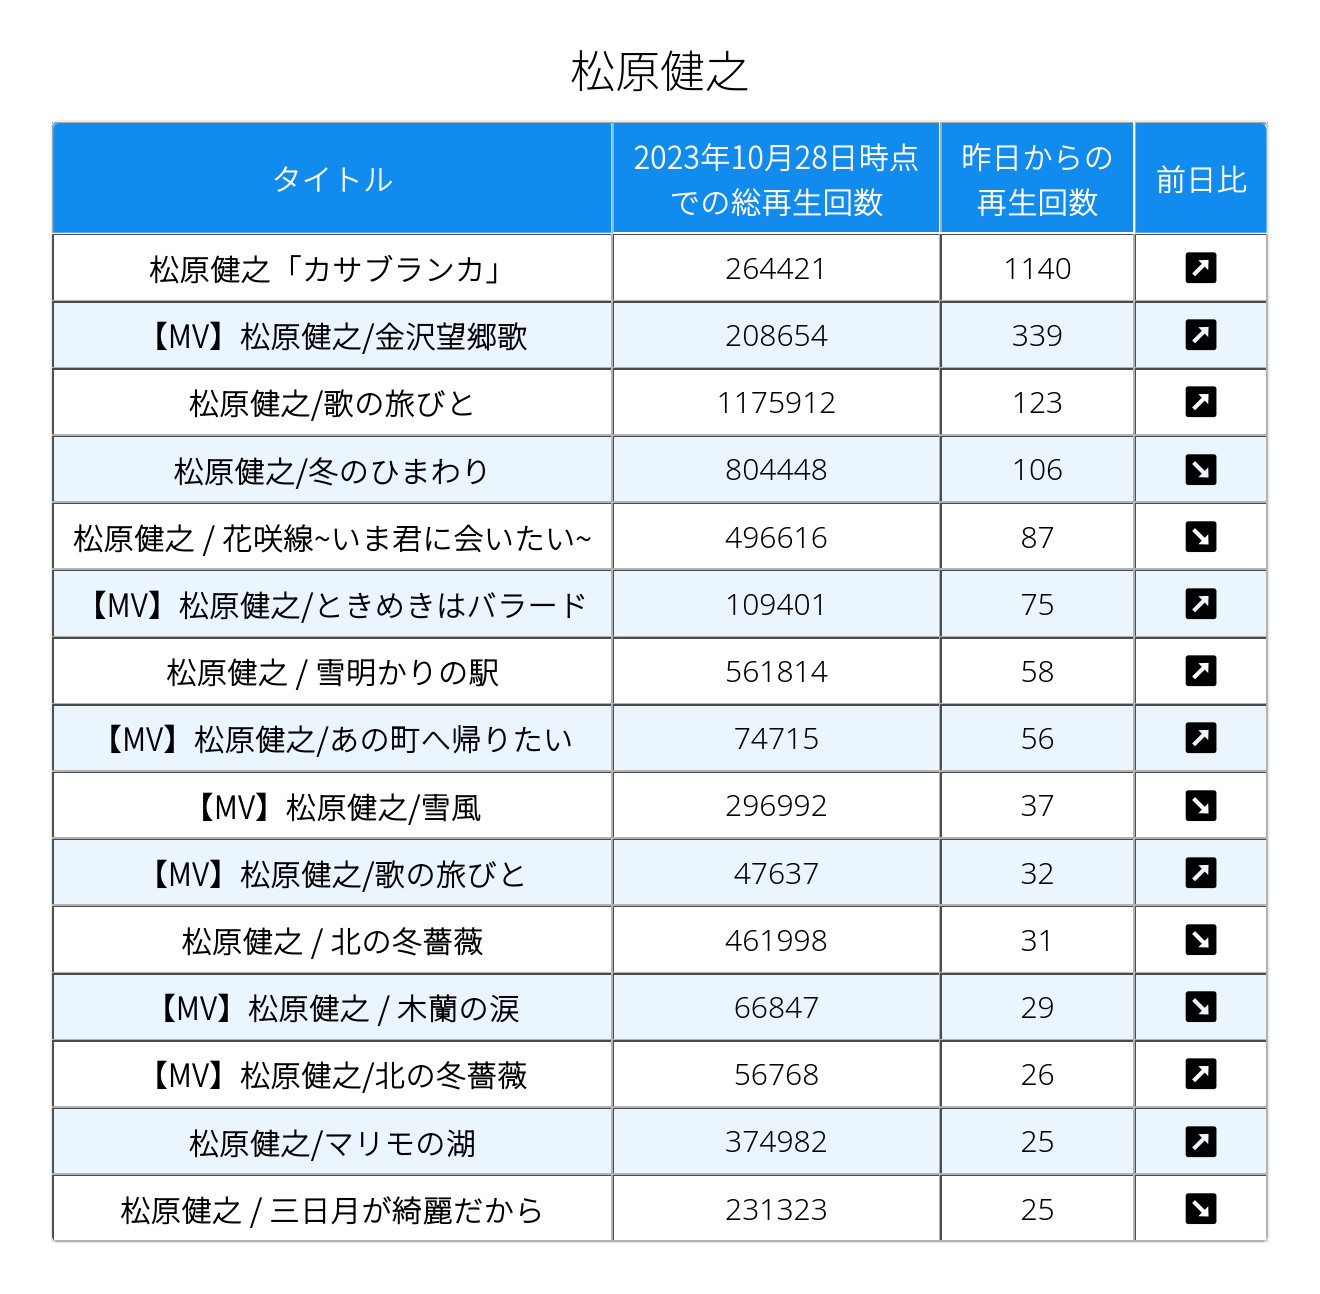 松原健之
タイトル
2023年10月28日時点
での総再生回数
昨日からの
再生回数
前日比
松原健之「カサブランカ」 264421 1140 ↗
【MV】松原健之/金沢望郷歌 208654 339 ↗
松原健之/歌の旅びと 1175912 123 ↗
松原健之/冬のひまわり 804448 106 ↘
松原健之 / 花咲線~いま君に会いたい~ 496616 87 ↘
【MV】松原健之/ときめきはバラード 109401 75 ↗
松原健之 / 雪明かりの駅 561814 58 ↗
【MV】松原健之/あの町へ帰りたい 74715 56 ↗
【MV】松原健之/雪風 296992 37 ↘
【MV】松原健之/歌の旅びと 47637 32 ↗
松原健之 / 北の冬薔薇 461998 31 ↘
【MV】松原健之 / 木蘭の涙 66847 29 ↘
【MV】松原健之/北の冬薔薇 56768 26 ↗
松原健之/マリモの湖 374982 25 ↗
松原健之 / 三日月が綺麗だから 231323 25 ↘